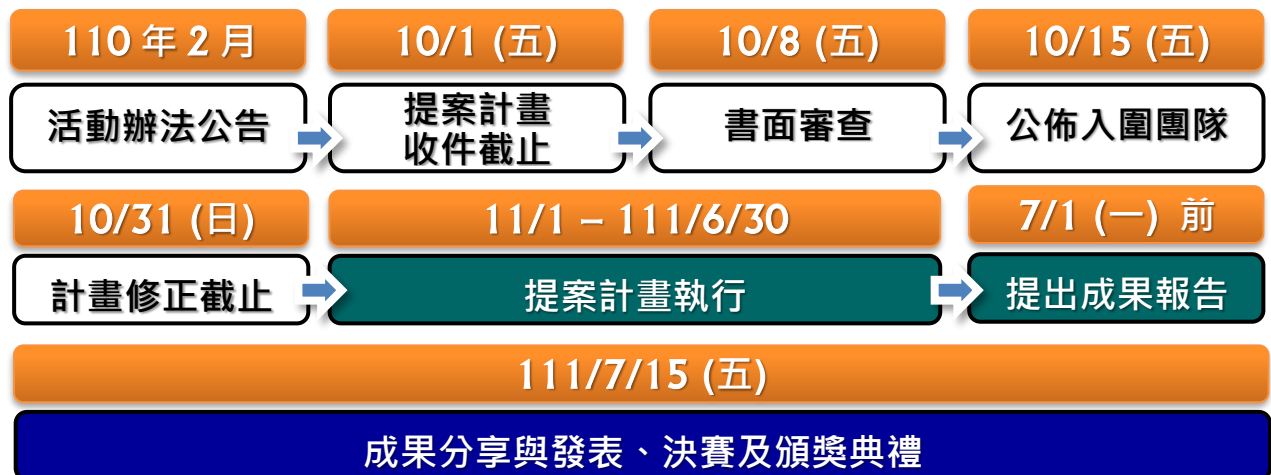 110 年 2 月
10/1 (五)
10/8 (五)
10/15 (五)
活動辦法公告
提案計畫
收件截止
書面審查
公佈入圍團隊
10/31 (日)
11/1 – 111/6/30
7/1 (一) 前
計畫修正截止
提案計畫執行
提出成果報告
111/7/15 (五)
成果分享與發表、決賽及頒獎典禮